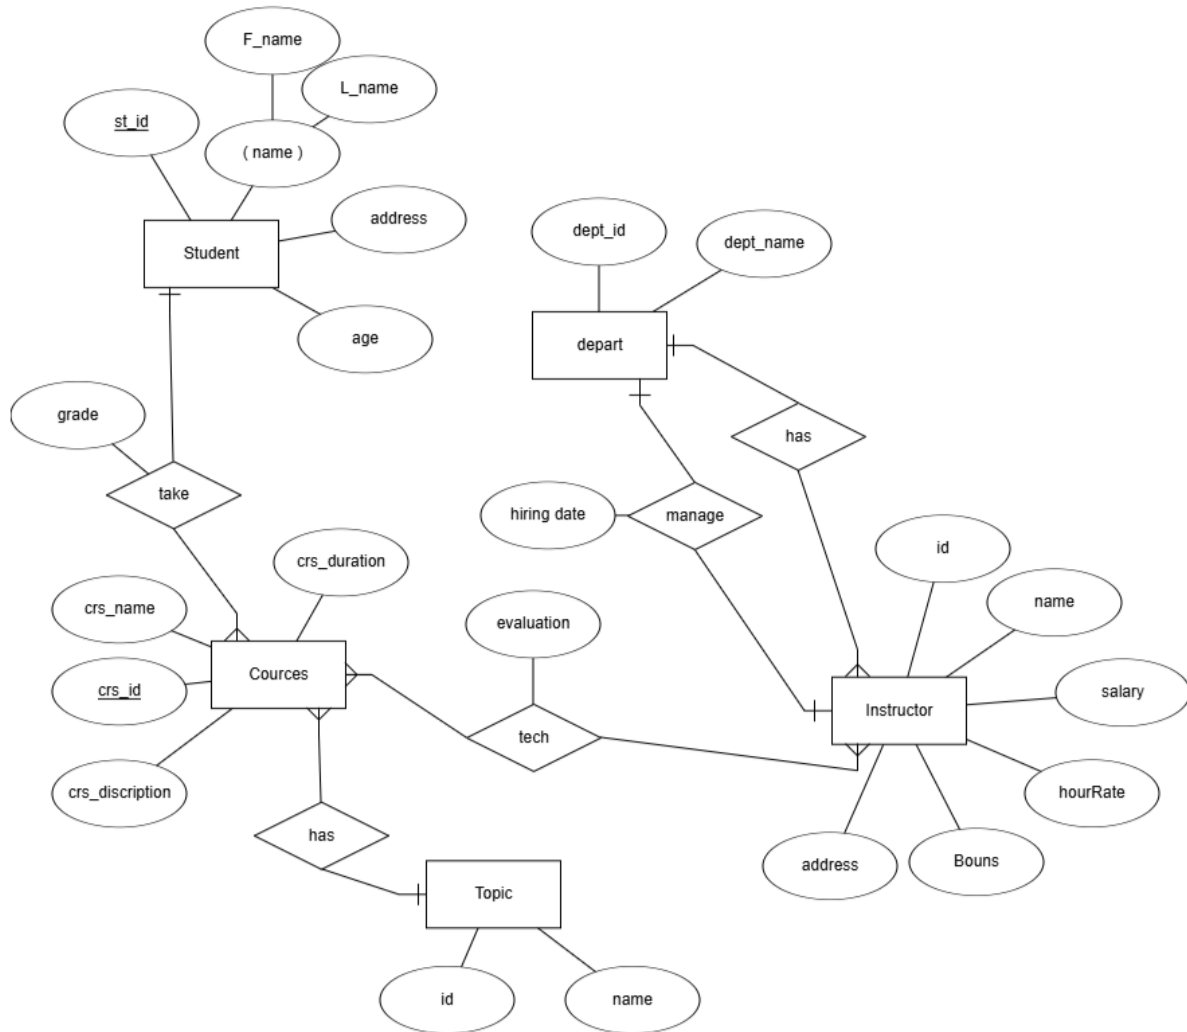 F_name
L_name
st_id
( name )
address
Student
age
dept_id
dept_name
depart
grade
has
take
hiring date
manage
id
crs_duration
crs_name
name
evaluation
Cources
crs_id
salary
Instructor
tech
crs_discription
hourRate
has
address
Bouns
Topic
id
name